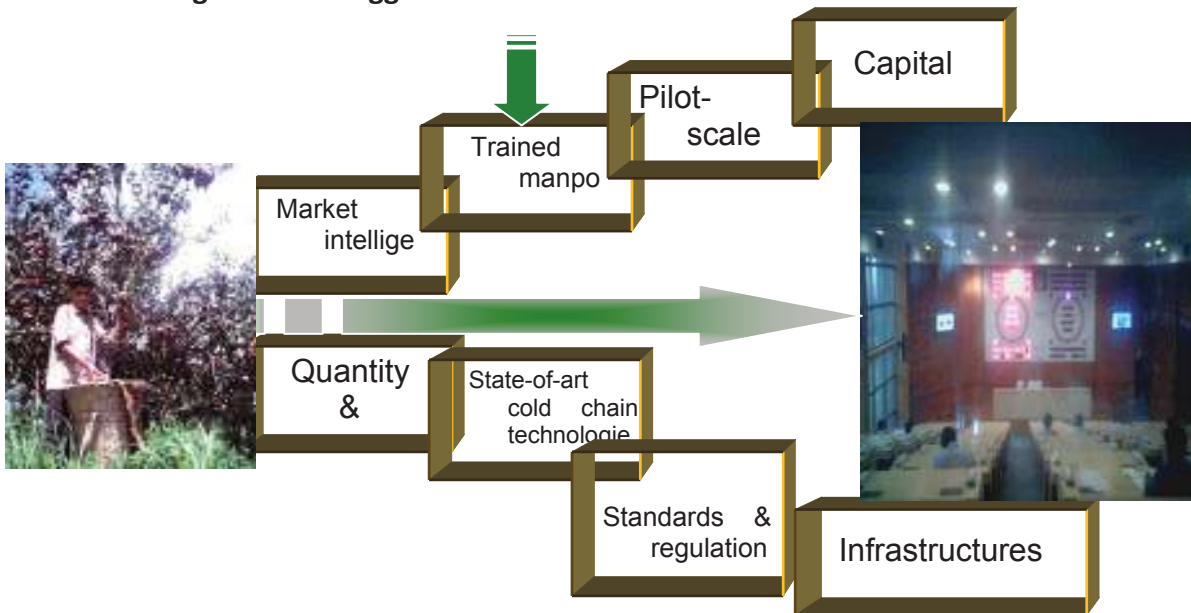 Capital
Pilot-
scale
Trained
manpo
Market
intellige
Quantity
&
State-of-art
cold chain
technologie
Standards &
regulation
Infrastructures